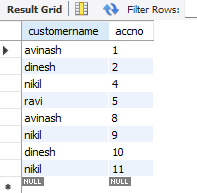 Result Grid Filter Rows:
customername accno
avinash 1
dinesh 2
nikil 4
ravi 5
avinash 8
nikil 9
dinesh 10
nikil 11
NULL NULL